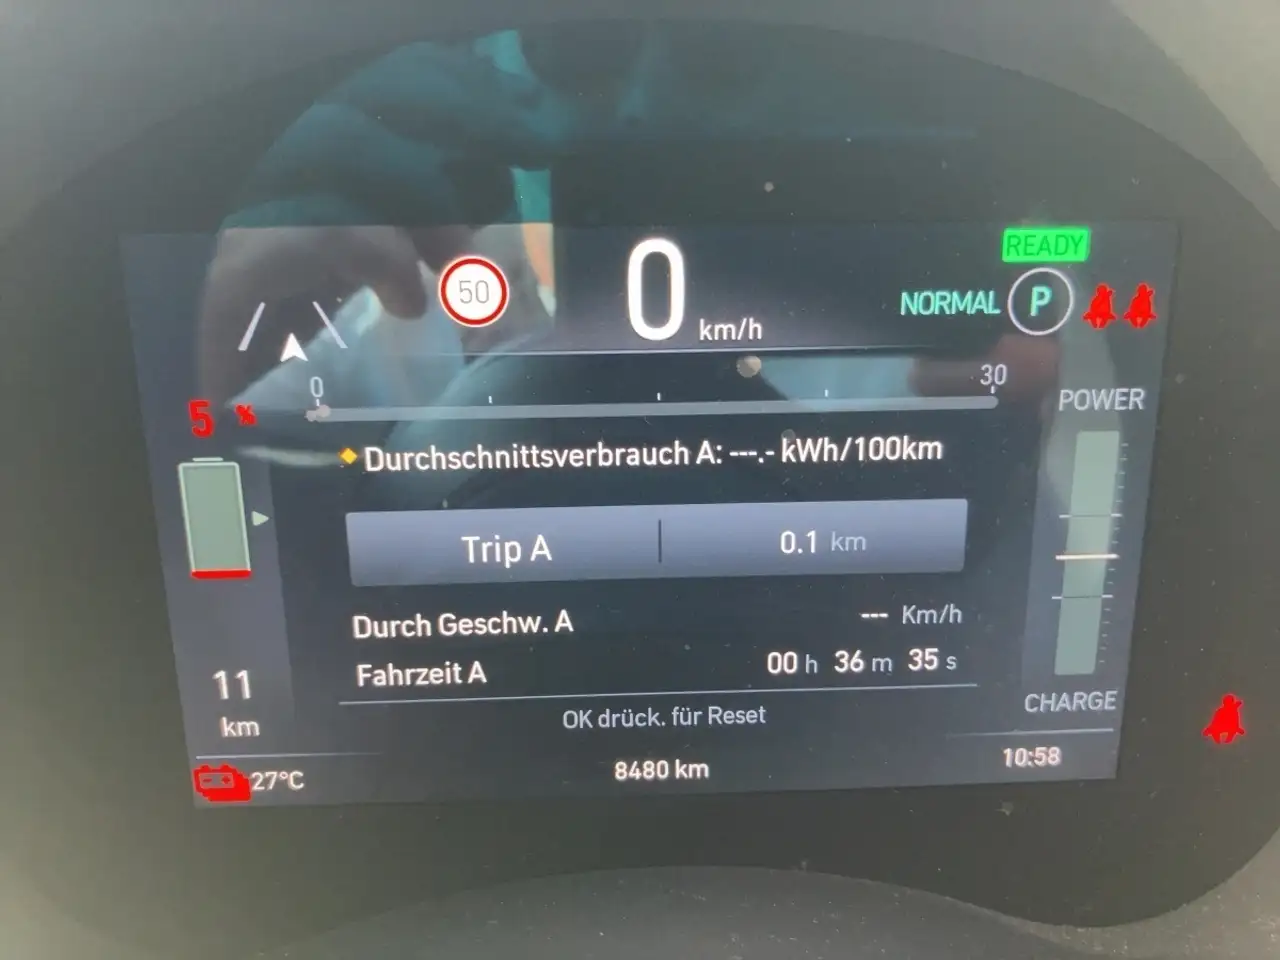 READY
50
0 km/h
NORMAL P
0 30
5 %
POWER
Durchschnittsverbrauch A: ---.- kWh/100km
Trip A 0.1 km
Durch Geschw. A --- Km/h
Fahrzeit A 00 h 36 m 35 s
11
km
CHARGE
OK drück. für Reset
27°C 8480 km 10:58